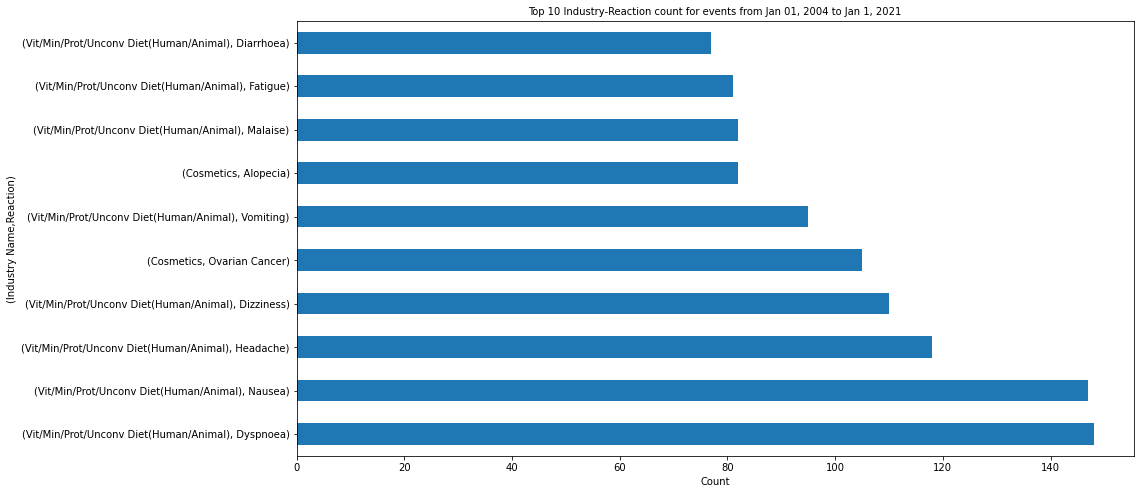 Top 10 Industry-Reaction count for events from Jan 01, 2004 to Jan 1, 2021
(Vit/Min/Prot/Unconv Diet(Human/Animal), Diarrhoea)
(Vit/Min/Prot/Unconv Diet(Human/Animal), Fatigue)
(Vit/Min/Prot/Unconv Diet(Human/Animal), Malaise)
(Cosmetics, Alopecia)
(Vit/Min/Prot/Unconv Diet(Human/Animal), Vomiting)
(Cosmetics, Ovarian Cancer)
(Vit/Min/Prot/Unconv Diet(Human/Animal), Dizziness)
(Vit/Min/Prot/Unconv Diet(Human/Animal), Headache)
(Vit/Min/Prot/Unconv Diet(Human/Animal), Nausea)
(Vit/Min/Prot/Unconv Diet(Human/Animal), Dyspnoea)
(Industry Name,Reaction)
0 20 40 60 80 100 120 140
Count